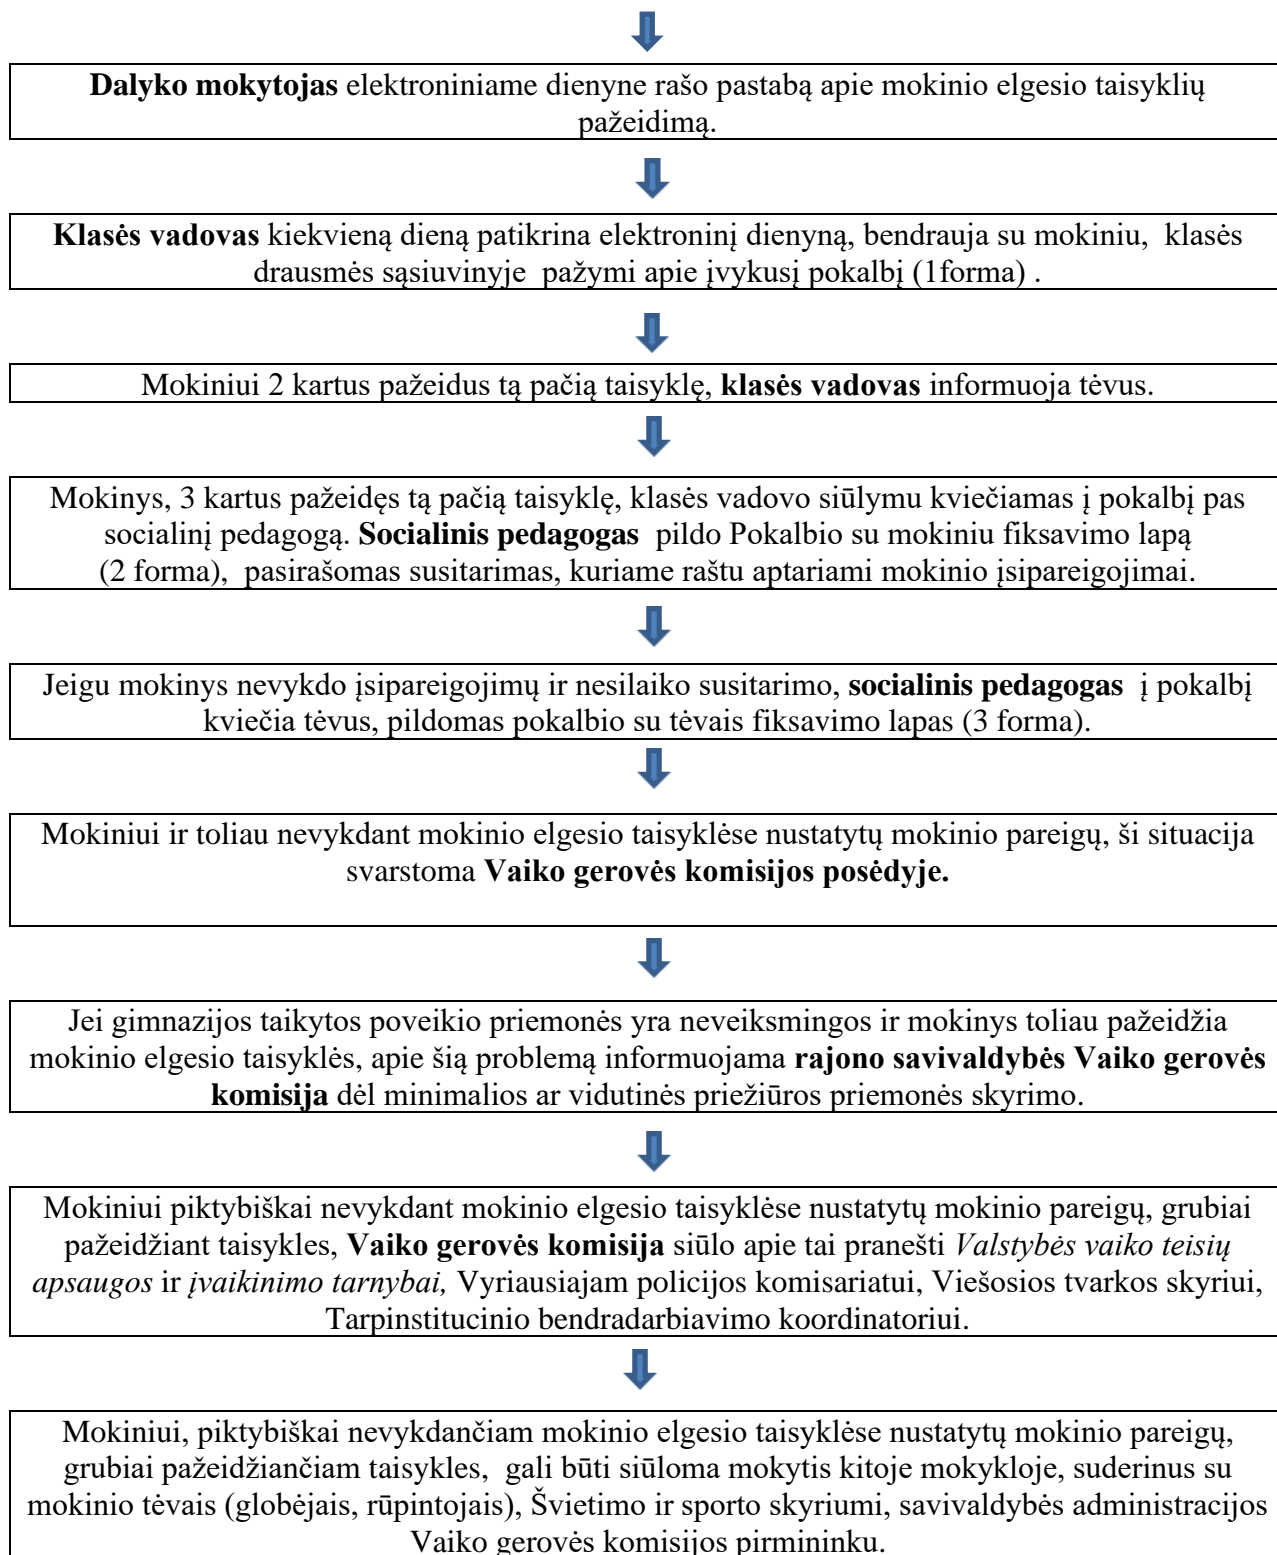 Dalyko mokytojas elektroniniame dienyne rašo pastabą apie mokinio elgesio taisyklių
pažeidimą.
Klasės vadovas kiekvieną dieną patikrina elektroninį dienyną, bendrauja su mokiniu, klasės
drausmės sąsiuvinyje pažymi apie įvykusį pokalbį (1forma) .
Mokiniui 2 kartus pažeidus tą pačią taisyklę, klasės vadovas informuoja tėvus.
Mokinys, 3 kartus pažeidęs tą pačią taisyklę, klasės vadovo siūlymu kviečiamas į pokalbį pas
socialinį pedagogą. Socialinis pedagogas pildo Pokalbio su mokiniu fiksavimo lapą
(2 forma), pasirašomas susitarimas, kuriame raštu aptariami mokinio įsipareigojimai.
Jeigu mokinys nevykdo įsipareigojimų ir nesilaiko susitarimo, socialinis pedagogas į pokalbį
kviečia tėvus, pildomas pokalbio su tėvais fiksavimo lapas (3 forma).
Mokiniui ir toliau nevykdant mokinio elgesio taisyklėse nustatytų mokinio pareigų, ši situacija
svarstoma Vaiko gerovės komisijos posėdyje.
Jei gimnazijos taikytos poveikio priemonės yra neveiksmingos ir mokinys toliau pažeidžia
mokinio elgesio taisyklės, apie šią problemą informuojama rajono savivaldybės Vaiko gerovės
komisija dėl minimalios ar vidutinės priežiūros priemonės skyrimo.
Mokiniui piktybiškai nevykdant mokinio elgesio taisyklėse nustatytų mokinio pareigų, grubiai
pažeidžiant taisykles, Vaiko gerovės komisija siūlo apie tai pranešti Valstybės vaiko teisių
apsaugos ir įvaikinimo tarnybai, Vyriausiajam policijos komisariatui, Viešosios tvarkos skyriui,
Tarpinstitucinio bendradarbiavimo koordinatoriui.
Mokiniui, piktybiškai nevykdančiam mokinio elgesio taisyklėse nustatytų mokinio pareigų,
grubiai pažeidžiančiam taisykles, gali būti siūloma mokytis kitoje mokykloje, suderinus su
mokinio tėvais (globėjais, rūpintojais), Švietimo ir sporto skyriumi, savivaldybės administracijos
Vaiko gerovės komisijos pirmininku.